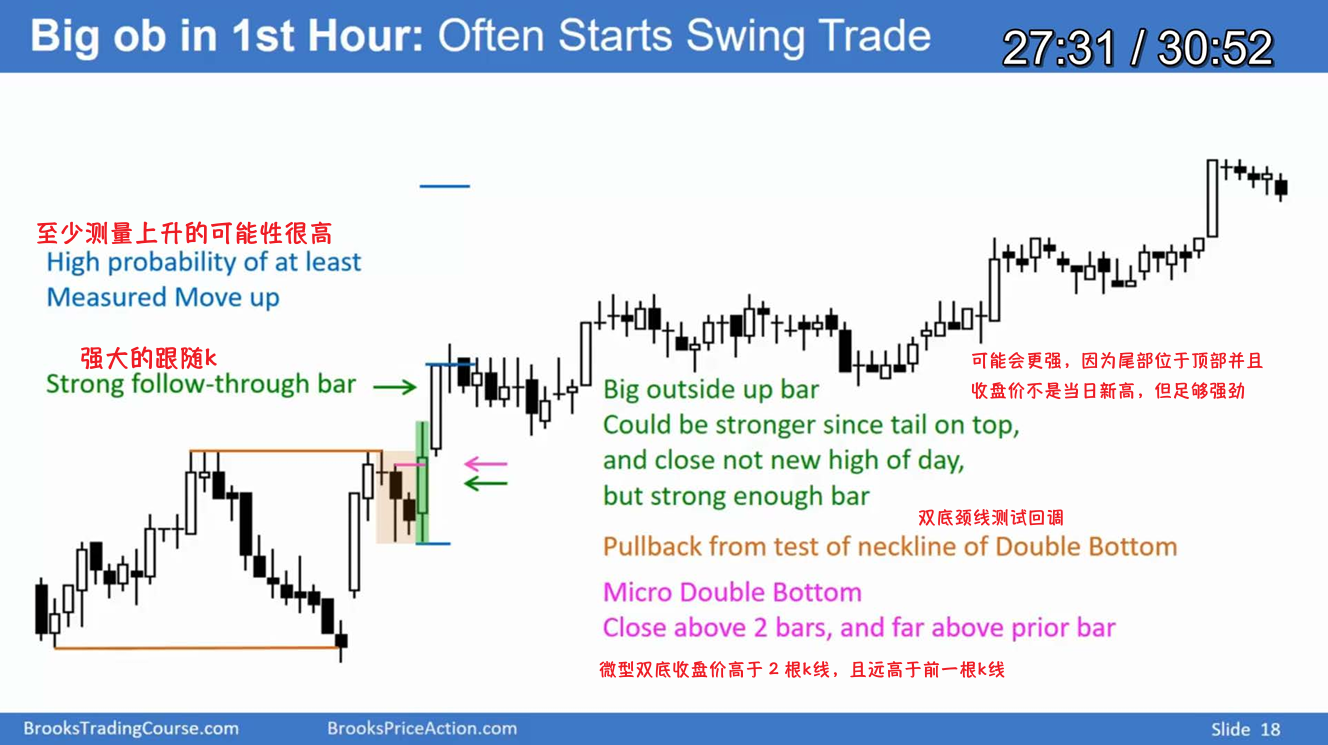 Big ob in 1st Hour: Often Starts Swing Trade
27:31 / 30:52
至少测量上升的可能性很高
High probability of at least
Measured Move up
强大的跟随k
Strong follow-through bar
可能会更强，因为尾部位于顶部并且
收盘价不是当日新高，但足够强劲
Big outside up bar
Could be stronger since tail on top,
and close not new high of day,
but strong enough bar
双底颈线测试回调
Pullback from test of neckline of Double Bottom
Micro Double Bottom
Close above 2 bars, and far above prior bar
微型双底收盘价高于2根k线，且远高于前一根k线
BrooksTradingCourse.com
BrooksPriceAction.com
Slide 18